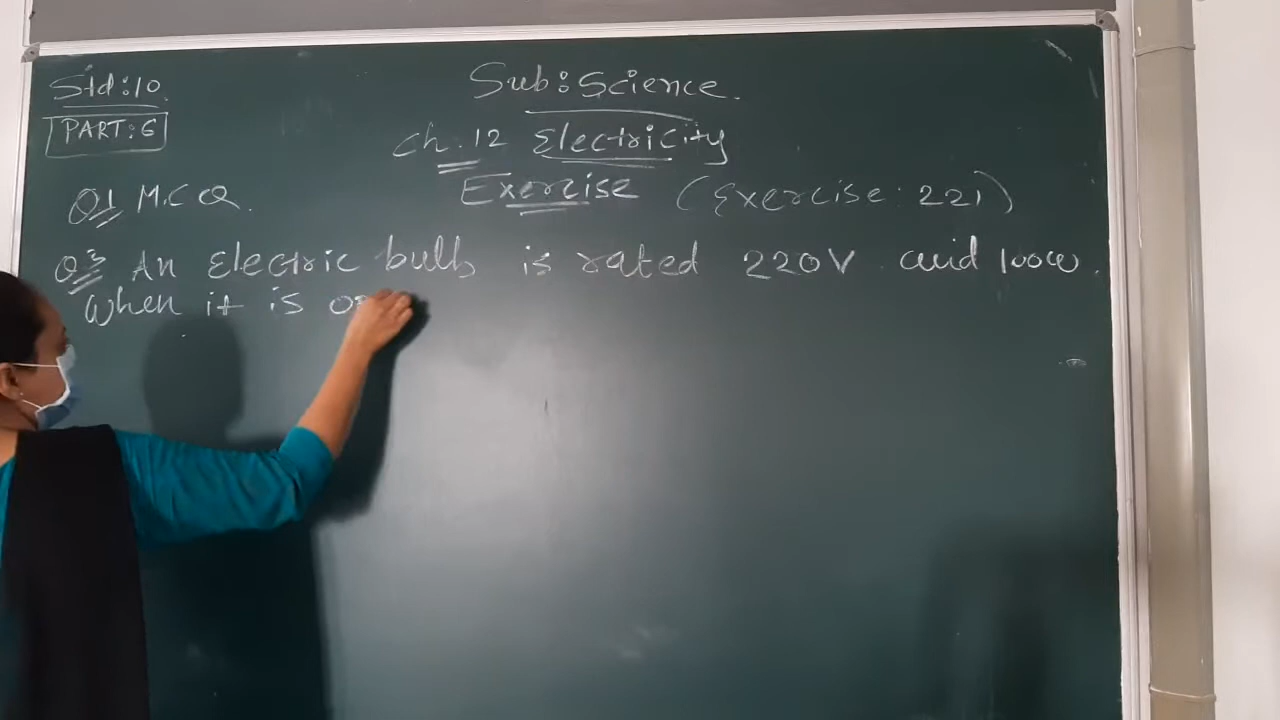 Std:10.
PART:6
Sub:Science.
Ch.12 Electricity
Exercise (Exercise:221)
Q1 M.C Q.
Q3 An Electric bulb is rated 220V and 100W.
When it is